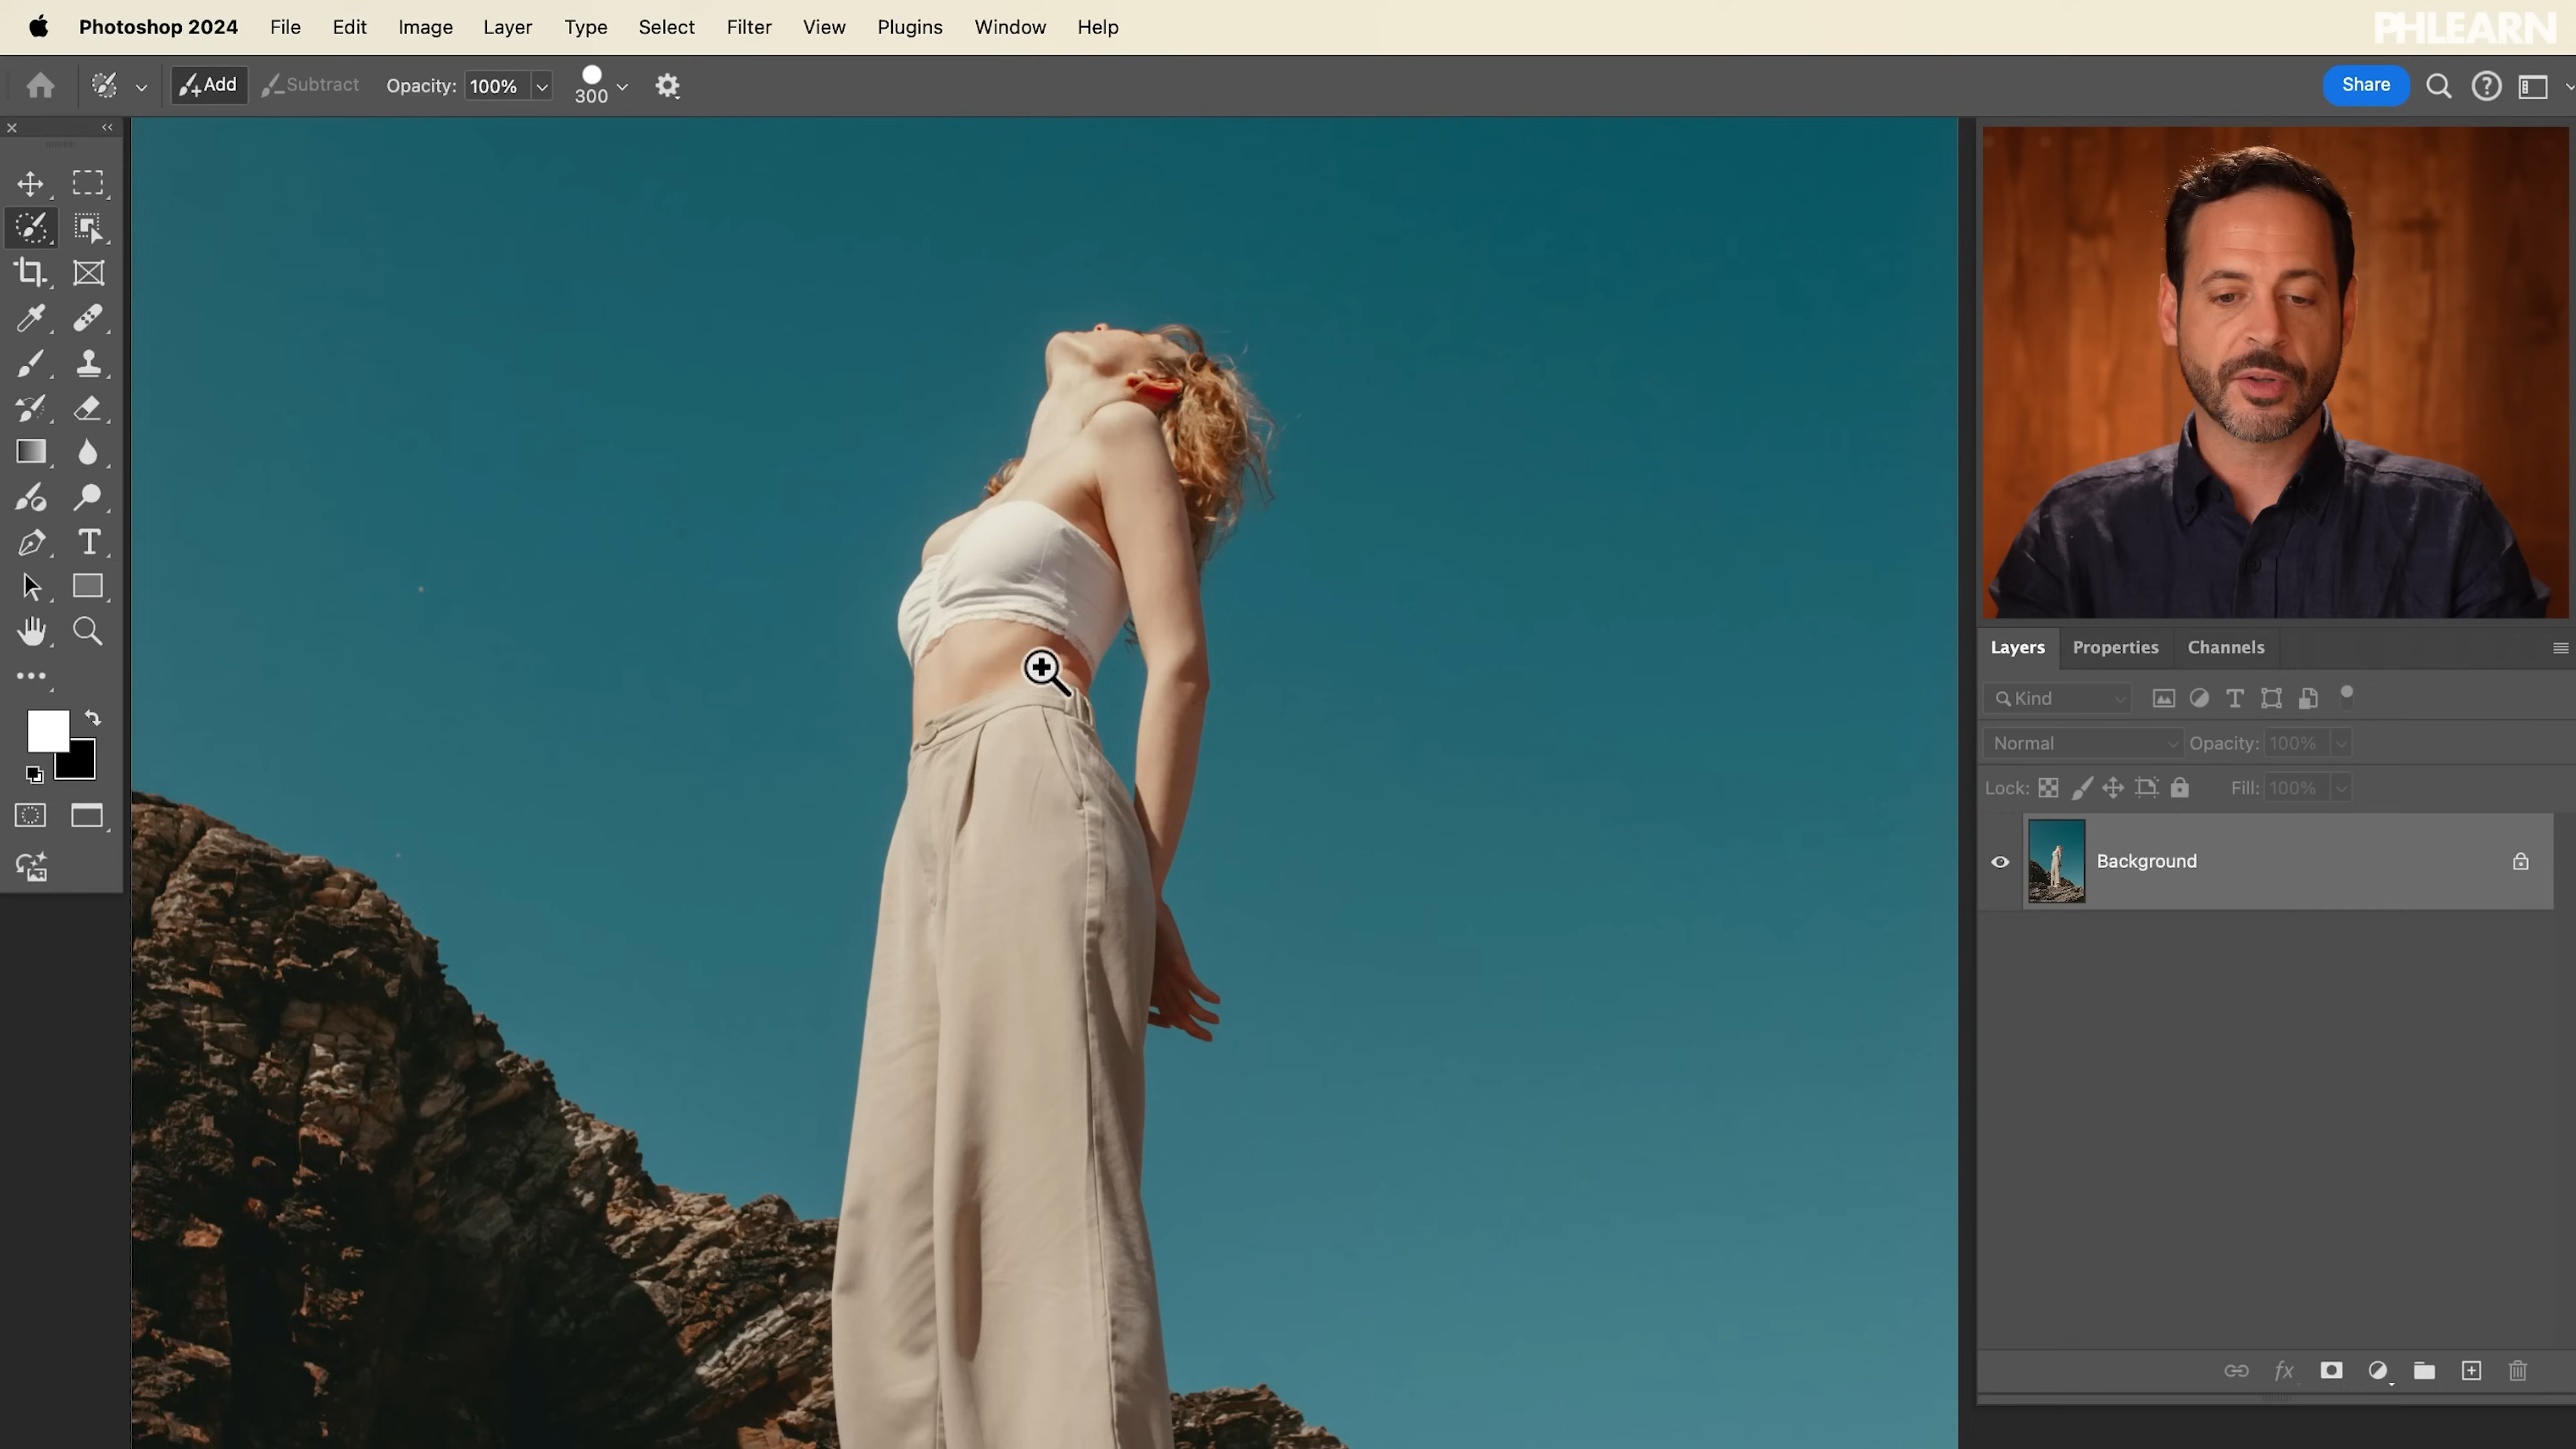 Photoshop 2024 File Edit Image Layer Type Select Filter View Plugins Window Help
PHLEARN
Add Subtract Opacity: 100% 300 Share
Layers Properties Channels
Kind
Normal Opacity: 100%
Lock: Fill: 100%
Background